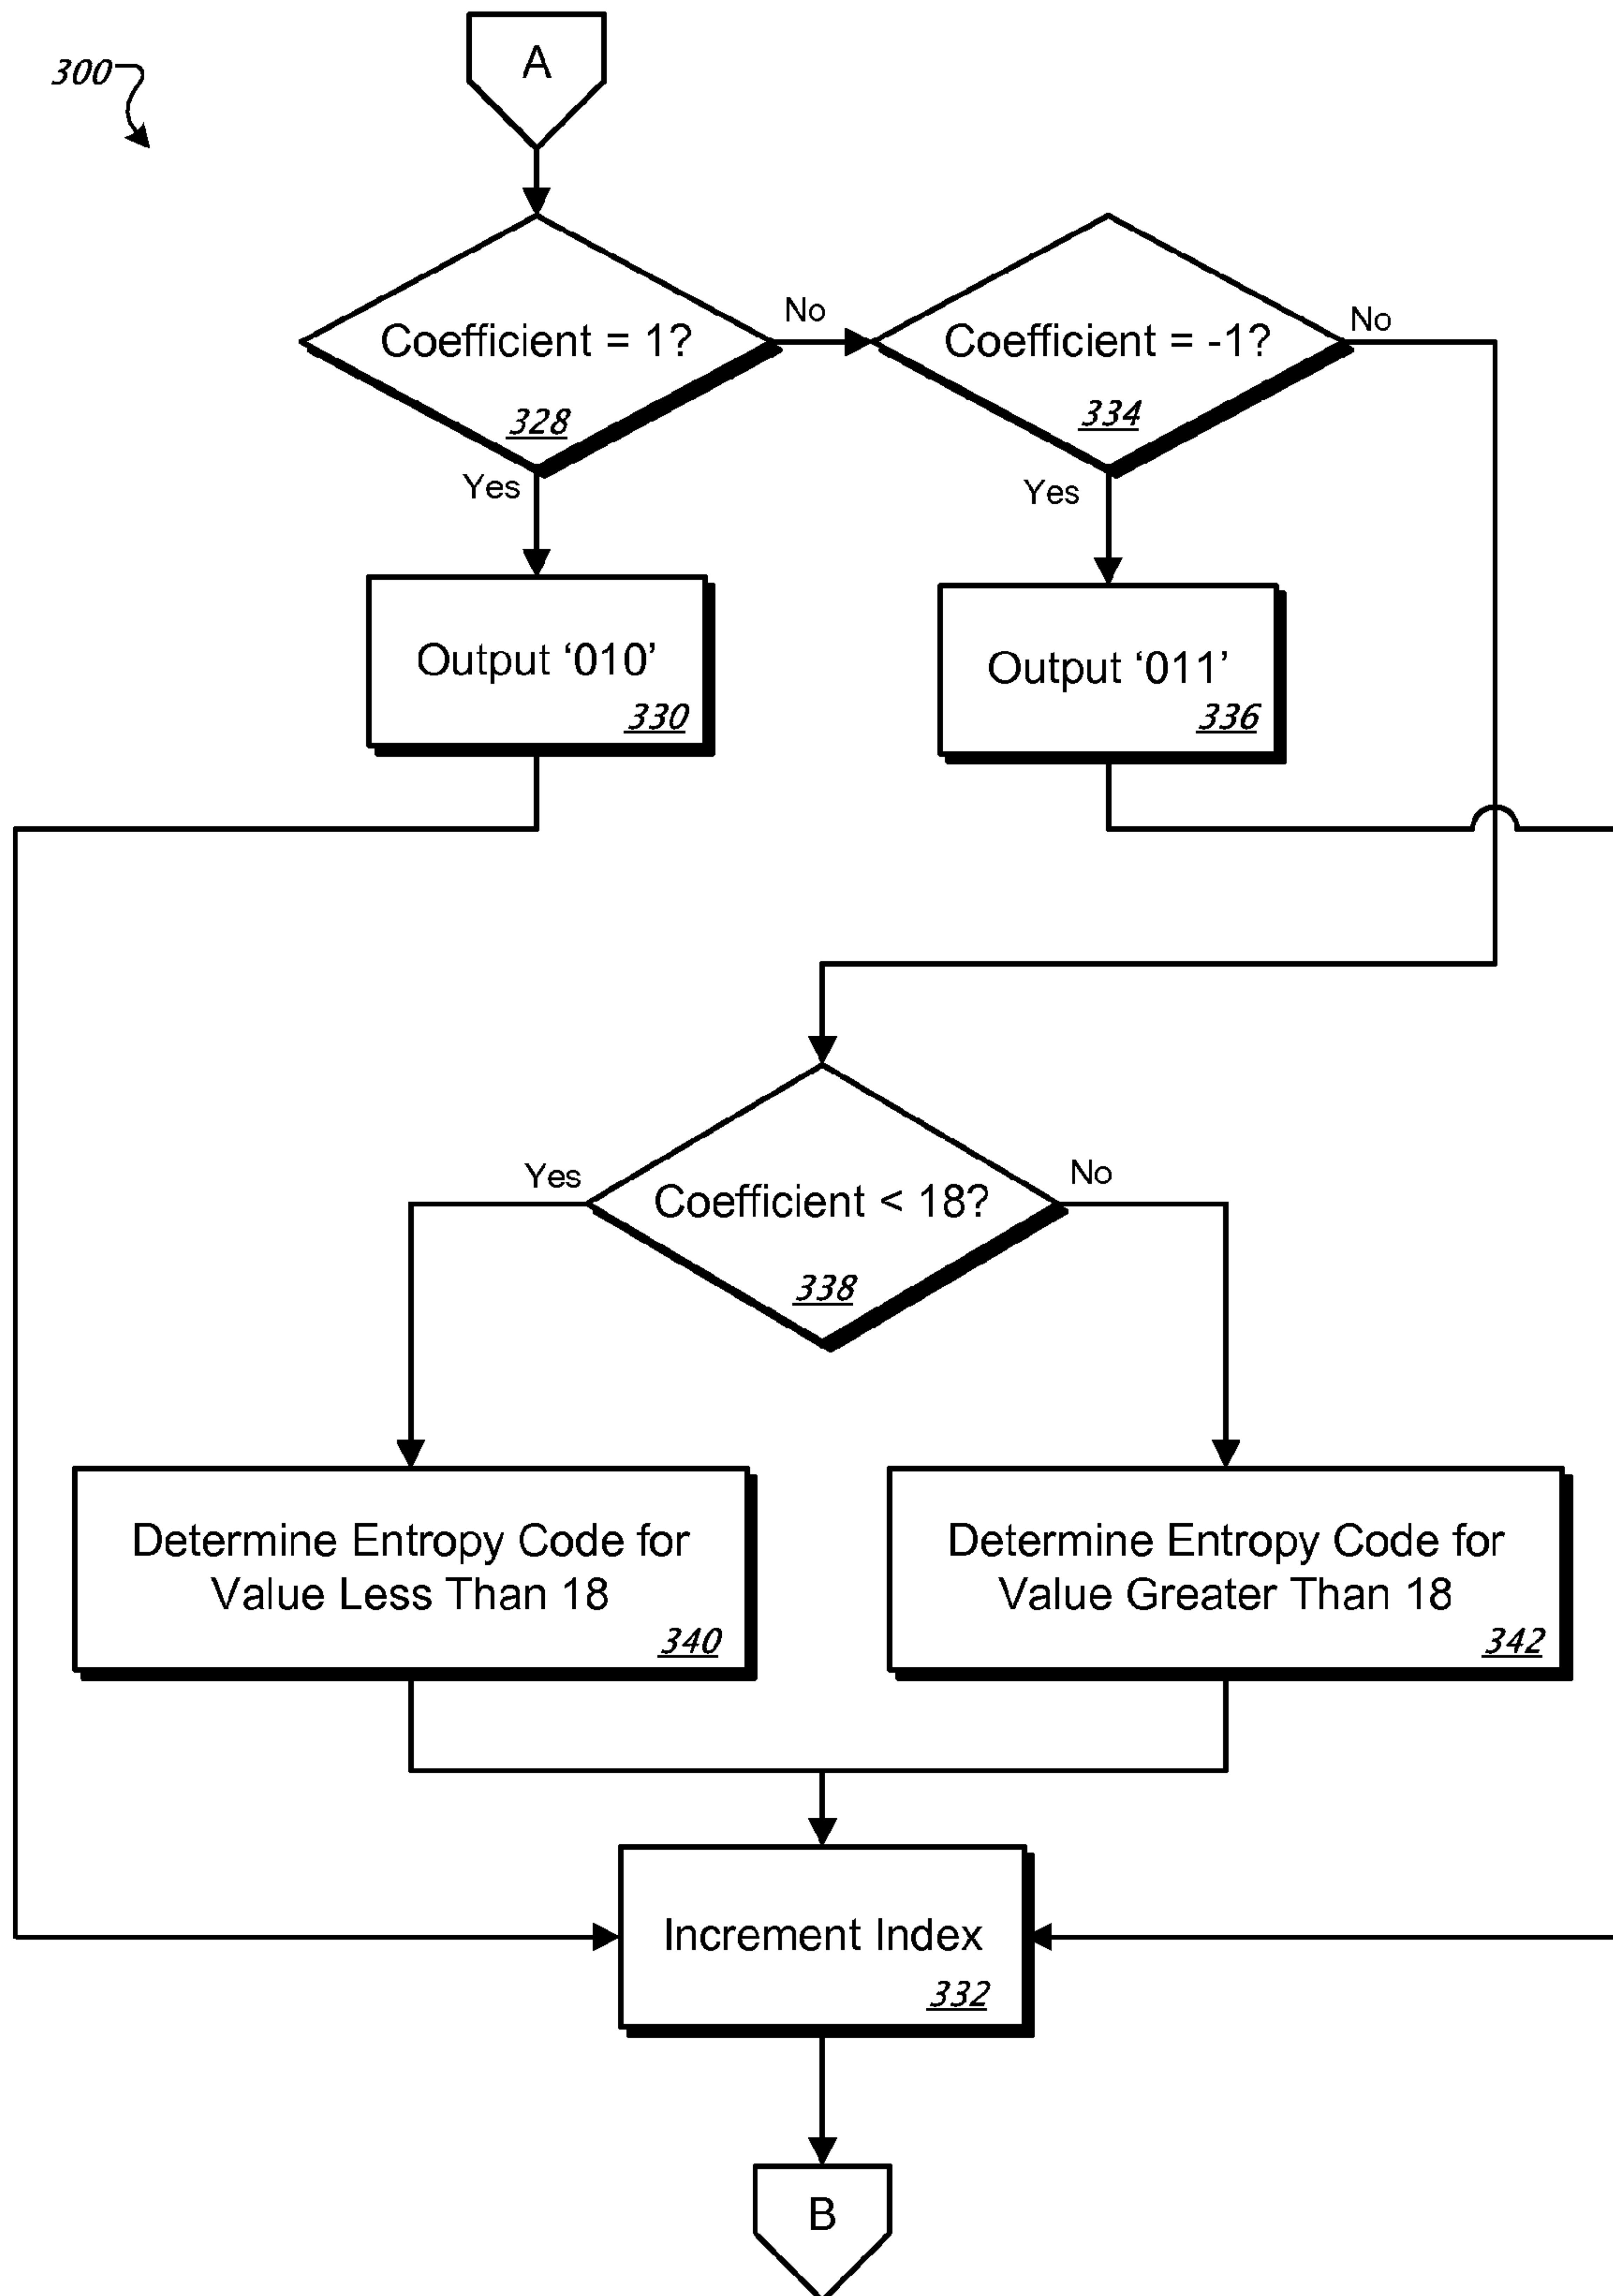 300
A
Coefficient = 1?
328
No
Coefficient = -1?
334
No
Yes
Yes
Output ‘010’
330
Output ‘011’
336
Coefficient < 18?
338
Yes
No
Determine Entropy Code for
Value Less Than 18
340
Determine Entropy Code for
Value Greater Than 18
342
Increment Index
332
B